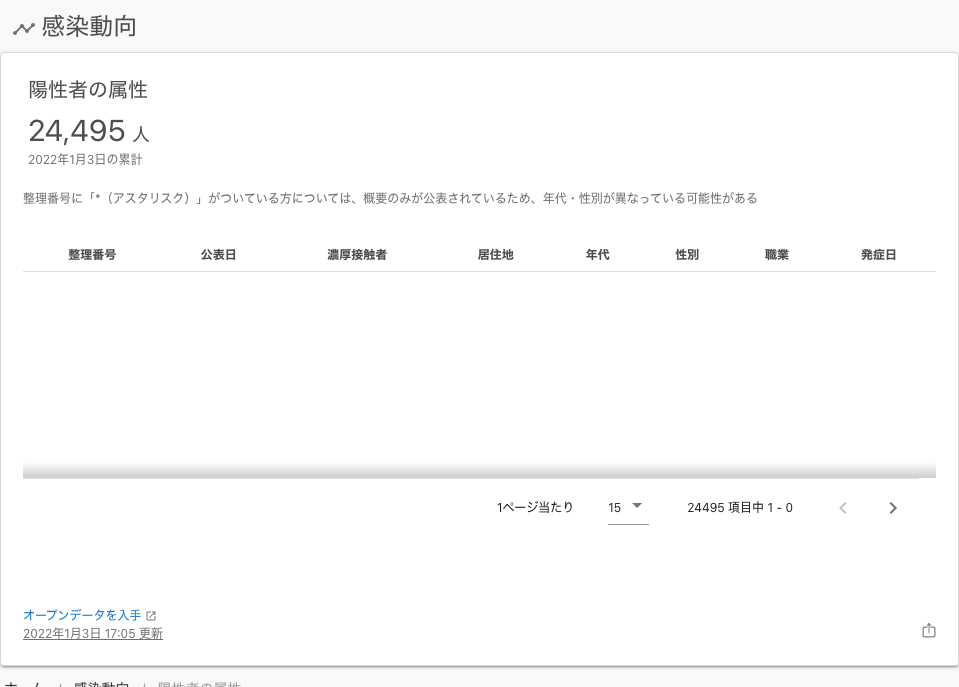 感染動向
陽性者の属性
24,495 人
2022年1月3日の累計
整理番号に「*（アスタリスク）」がついている方については、概要のみが公表されているため、年代・性別が異なっている可能性がある
整理番号 公表日 濃厚接触者 居住地 年代 性別 職業 発症日
1ページ当たり 15 24495 項目中 1 - 0
オープンデータを入手
2022年1月3日 17:05 更新
ホーム / 感染動向 / 陽性者の属性